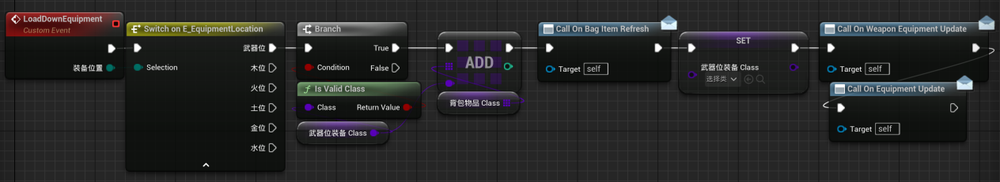 LoadDownEquipment
Custom Event
装备位置
Switch on E_EquipmentLocation
Selection
武器位
木位
火位
土位
金位
水位
Branch
True
Condition
False
Is Valid Class
Class
Return Value
武器位装备 Class
ADD
背包物品 Class
Call On Bag Item Refresh
Target self
SET
武器位装备 Class
选择类
Call On Weapon Equipment Update
Target self
Call On Equipment Update
Target self